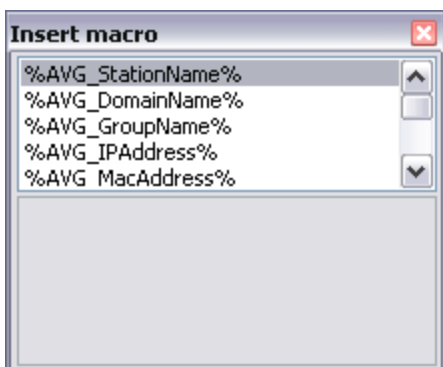 Insert macro
%AVG_StationName%
%AVG_DomainName%
%AVG_GroupName%
%AVG_IPAddress%
%AVG_MacAddress%